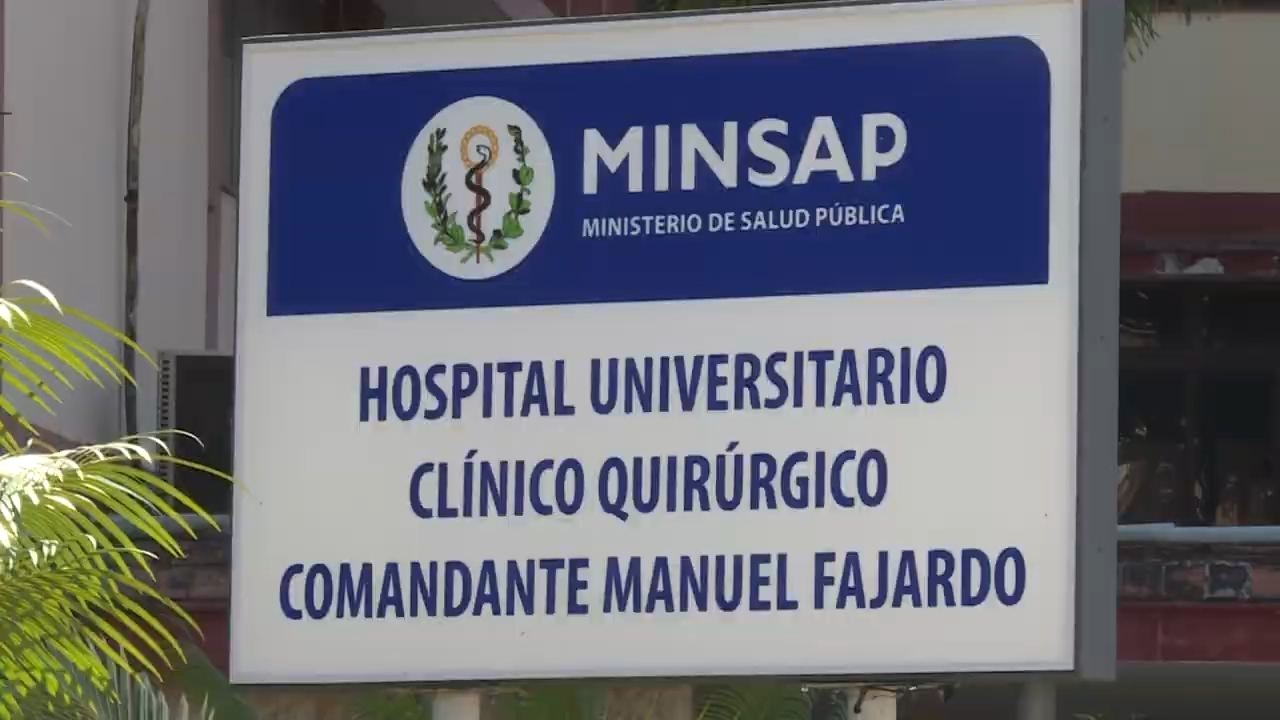 MINSAP
MINISTERIO DE SALUD PÚBLICA
HOSPITAL UNIVERSITARIO
CLÍNICO QUIRÚRGICO
COMANDANTE MANUEL FAJARDO